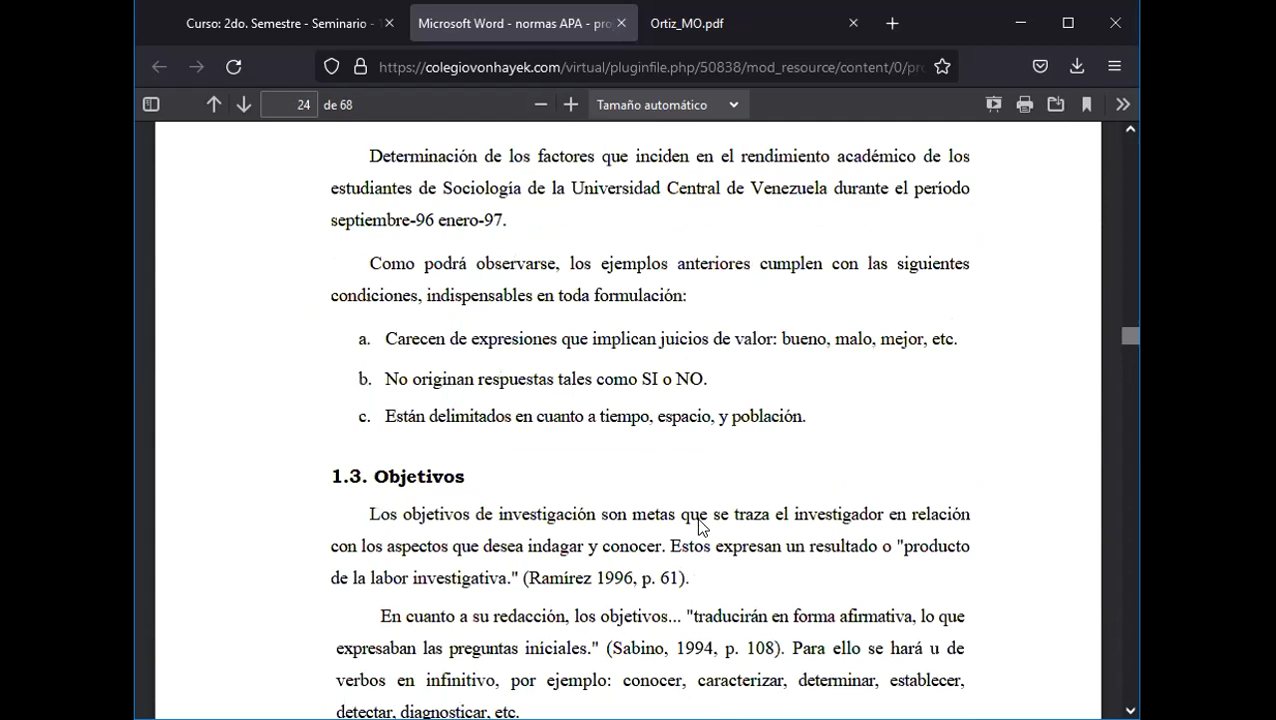 Curso: 2do. Semestre - Seminario -
Microsoft Word - normas APA - pro
Ortiz_MO.pdf
https://colegiovonhayek.com/virtual/pluginfile.php/50838/mod_resource/content/0/pro
24 de 68
Tamaño automático
Determinación de los factores que inciden en el rendimiento académico de los
estudiantes de Sociología de la Universidad Central de Venezuela durante el período
septiembre-96 enero-97.
Como podrá observarse, los ejemplos anteriores cumplen con las siguientes
condiciones, indispensables en toda formulación:
a. Carecen de expresiones que implican juicios de valor: bueno, malo, mejor, etc.
b. No originan respuestas tales como SI o NO.
c. Están delimitados en cuanto a tiempo, espacio, y población.
1.3. Objetivos
Los objetivos de investigación son metas que se traza el investigador en relación
con los aspectos que desea indagar y conocer. Estos expresan un resultado o "producto
de la labor investigativa." (Ramírez 1996, p. 61).
En cuanto a su redacción, los objetivos... "traducirán en forma afirmativa, lo que
expresaban las preguntas iniciales." (Sabino, 1994, p. 108). Para ello se hará u de
verbos en infinitivo, por ejemplo: conocer, caracterizar, determinar, establecer,
detectar, diagnosticar, etc.